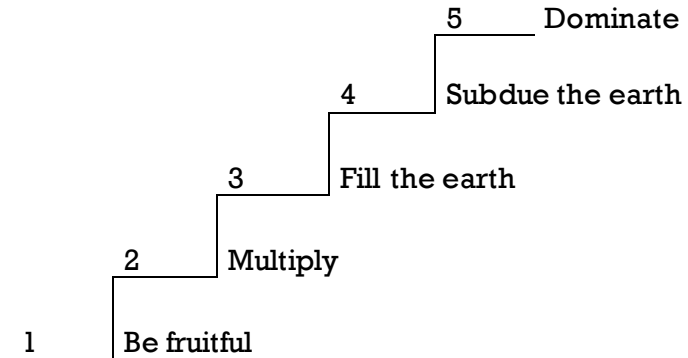 5 Dominate
4 Subdue the earth
3 Fill the earth
2 Multiply
1 Be fruitful